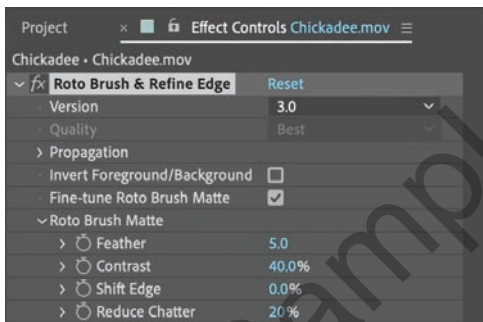 Project × Effect Controls Chickadee.mov
Chickadee • Chickadee.mov
fx Roto Brush & Refine Edge Reset
Version 3.0
Quality Best
Propagation
Invert Foreground/Background
Fine-tune Roto Brush Matte
Roto Brush Matte
Feather 5.0
Contrast 40.0%
Shift Edge 0.0%
Reduce Chatter 20%